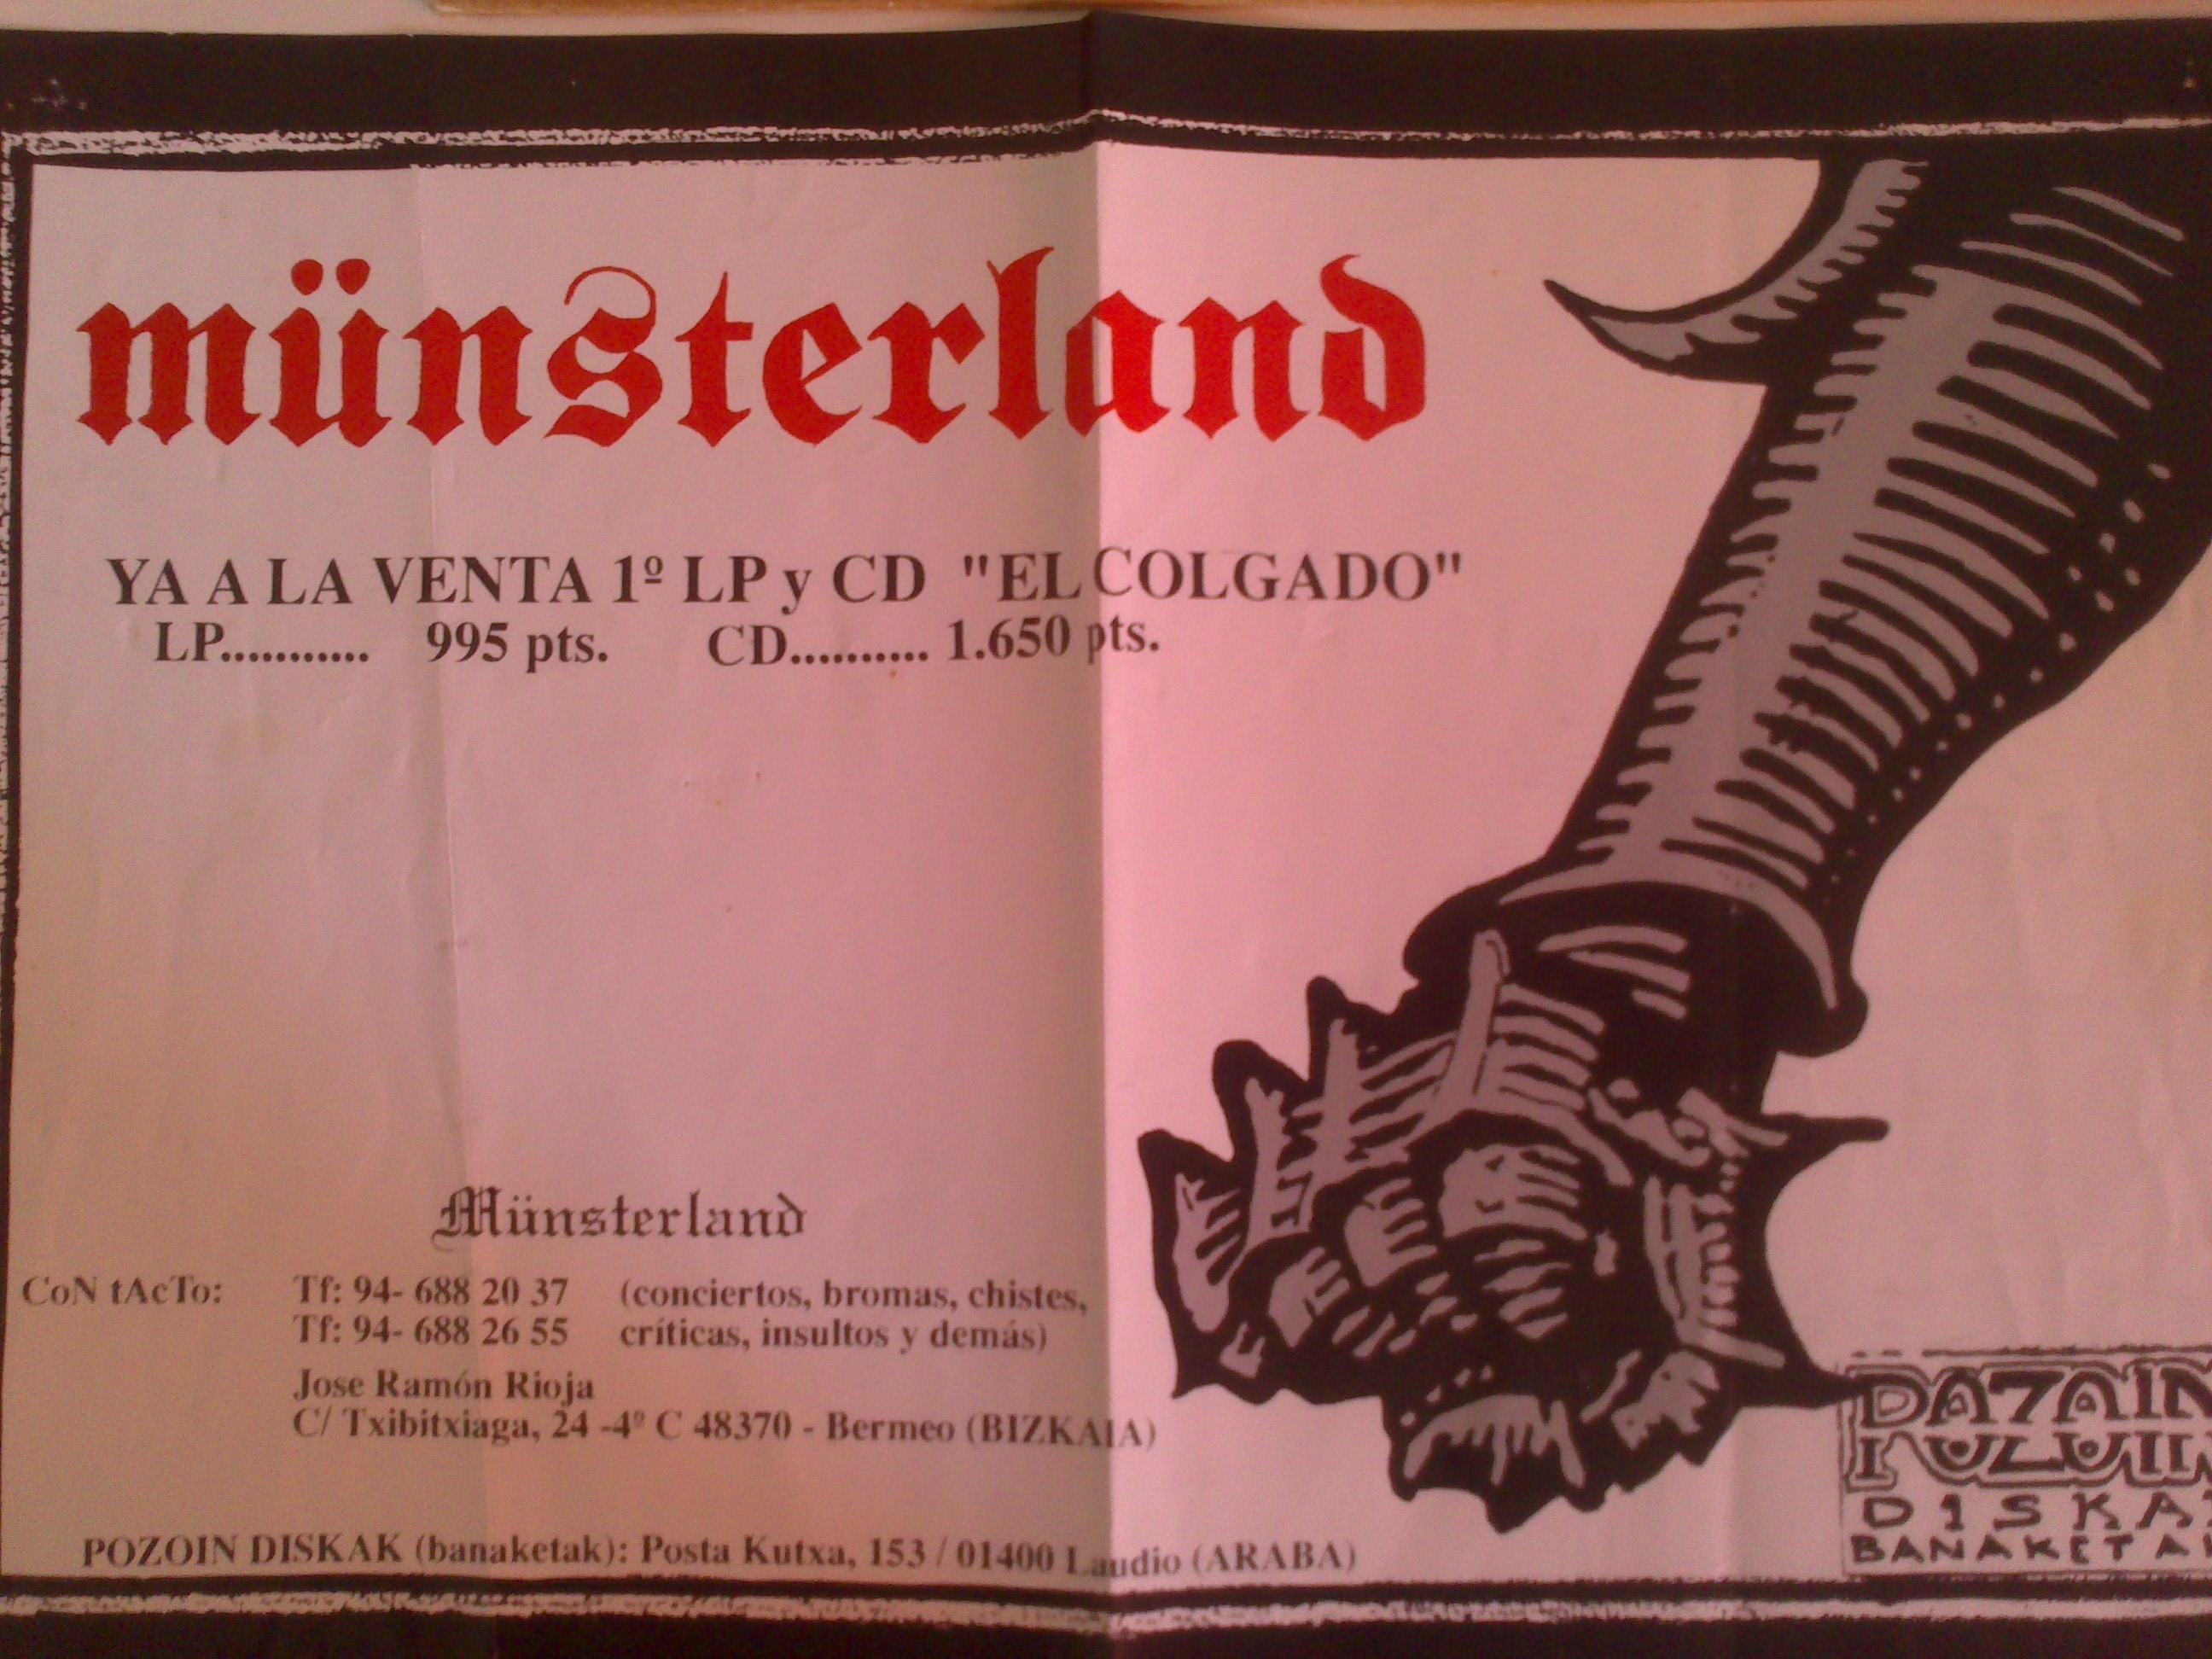 münsterland
YA A LA VENTA 1º LP y CD "EL COLGADO"
LP........... 995 pts. CD.......... 1.650 pts.
Münsterland
CoN tAcTo: Tf: 94- 688 20 37 (conciertos, bromas, chistes,
Tf: 94- 688 26 55 críticas, insultos y demás)
Jose Ramón Rioja
C/ Txibitxiaga, 24 -4º C 48370 - Bermeo (BIZKAIA)
POZOIN DISKAK (banaketak): Posta Kutxa, 153 / 01400 Laudio (ARABA)